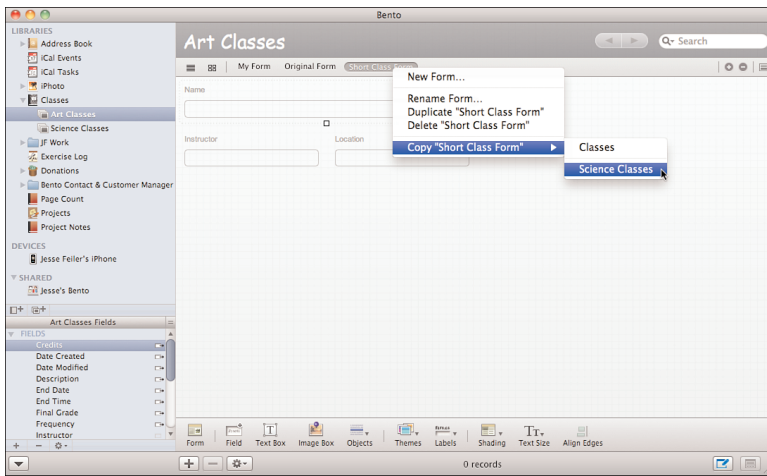 Bento
LIBRARIES
Address Book
iCal Events
iCal Tasks
iPhoto
Classes
Art Classes
Science Classes
JF Work
Exercise Log
Donations
Bento Contact & Customer Manager
Page Count
Projects
Project Notes
DEVICES
Jesse Feiler's iPhone
SHARED
Jesse's Bento
Art Classes Fields
FIELDS
Credits
Date Created
Date Modified
Description
End Date
End Time
Final Grade
Frequency
Instructor
Art Classes
Search
My Form Original Form Short Class Form
Name
Instructor Location
New Form...
Rename Form...
Duplicate "Short Class Form"
Delete "Short Class Form"
Copy "Short Class Form"
Classes
Science Classes
Form Field Text Box Image Box Objects Themes Labels Shading Text Size Align Edges
0 records